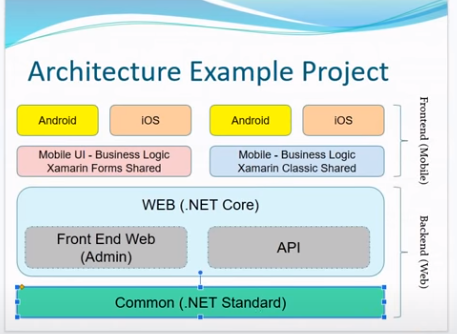 Architecture Example Project
Android
iOS
Android
iOS
Mobile UI - Business Logic
Xamarin Forms Shared
Mobile - Business Logic
Xamarin Classic Shared
Frontend (Mobile)
WEB (.NET Core)
Front End Web
(Admin)
API
Backend (Web)
Common (.NET Standard)